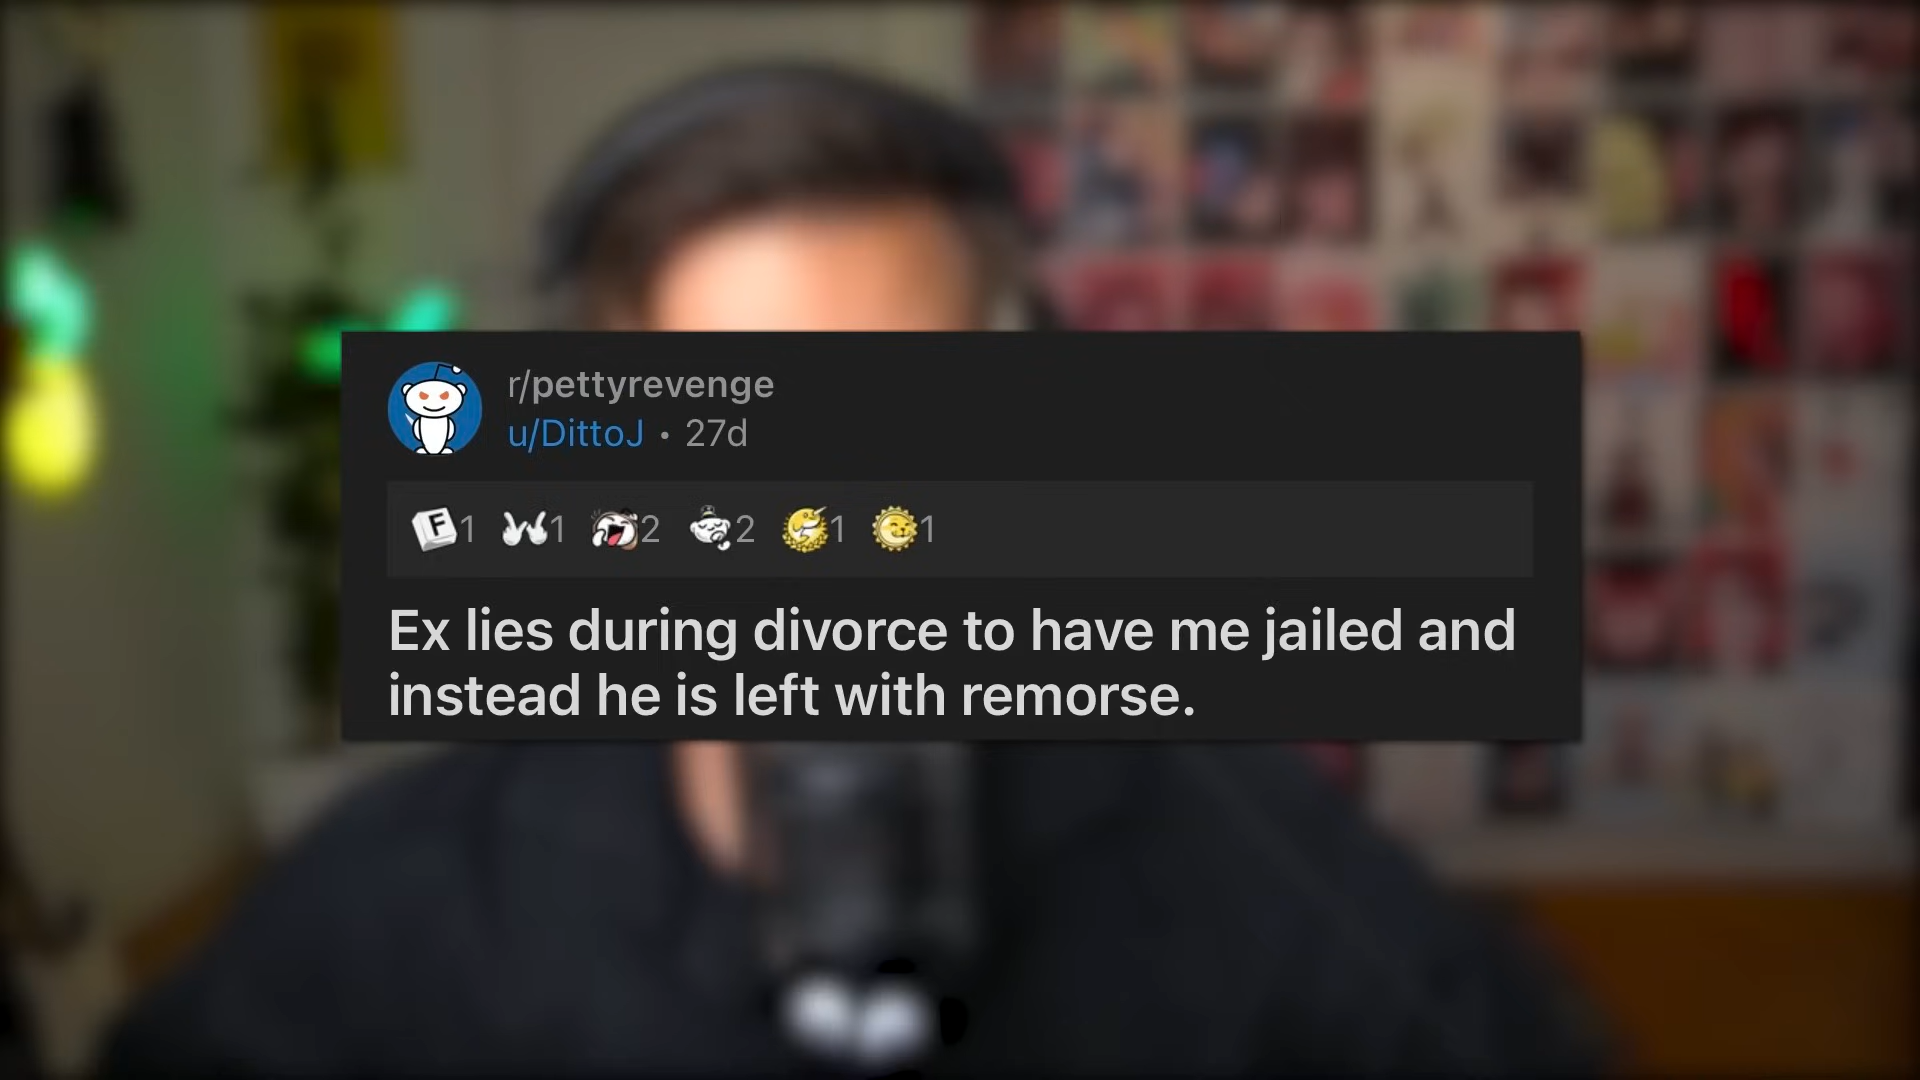 r/pettyrevenge
u/DittoJ • 27d
F 1 1 2 2 1 1
Ex lies during divorce to have me jailed and
instead he is left with remorse.